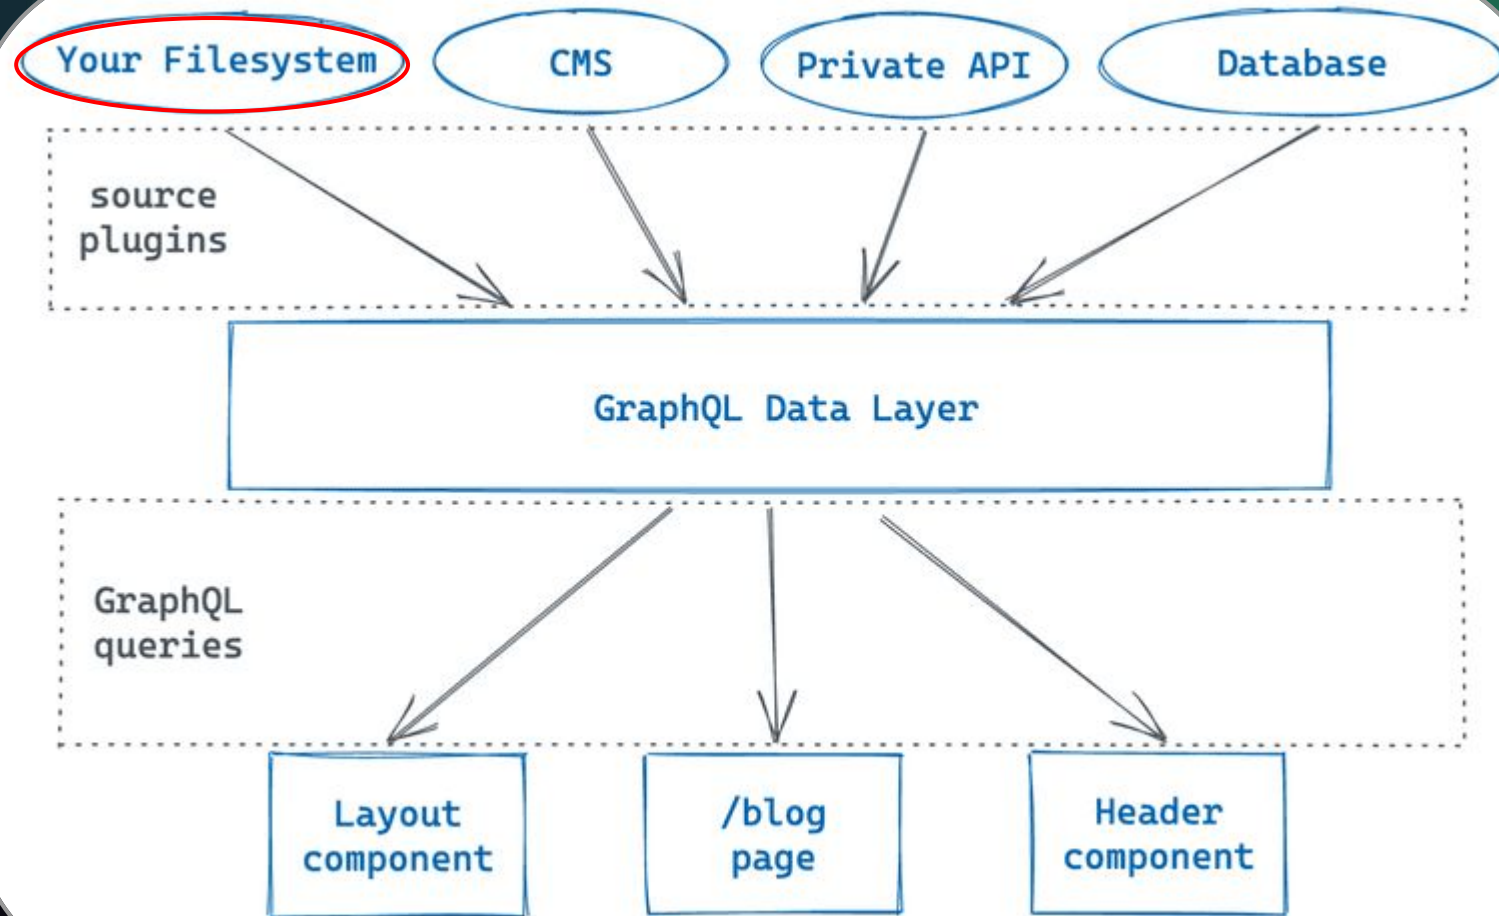 Your Filesystem
CMS
Private API
Database
source
plugins
GraphQL Data Layer
GraphQL
queries
Layout
component
/blog
page
Header
component